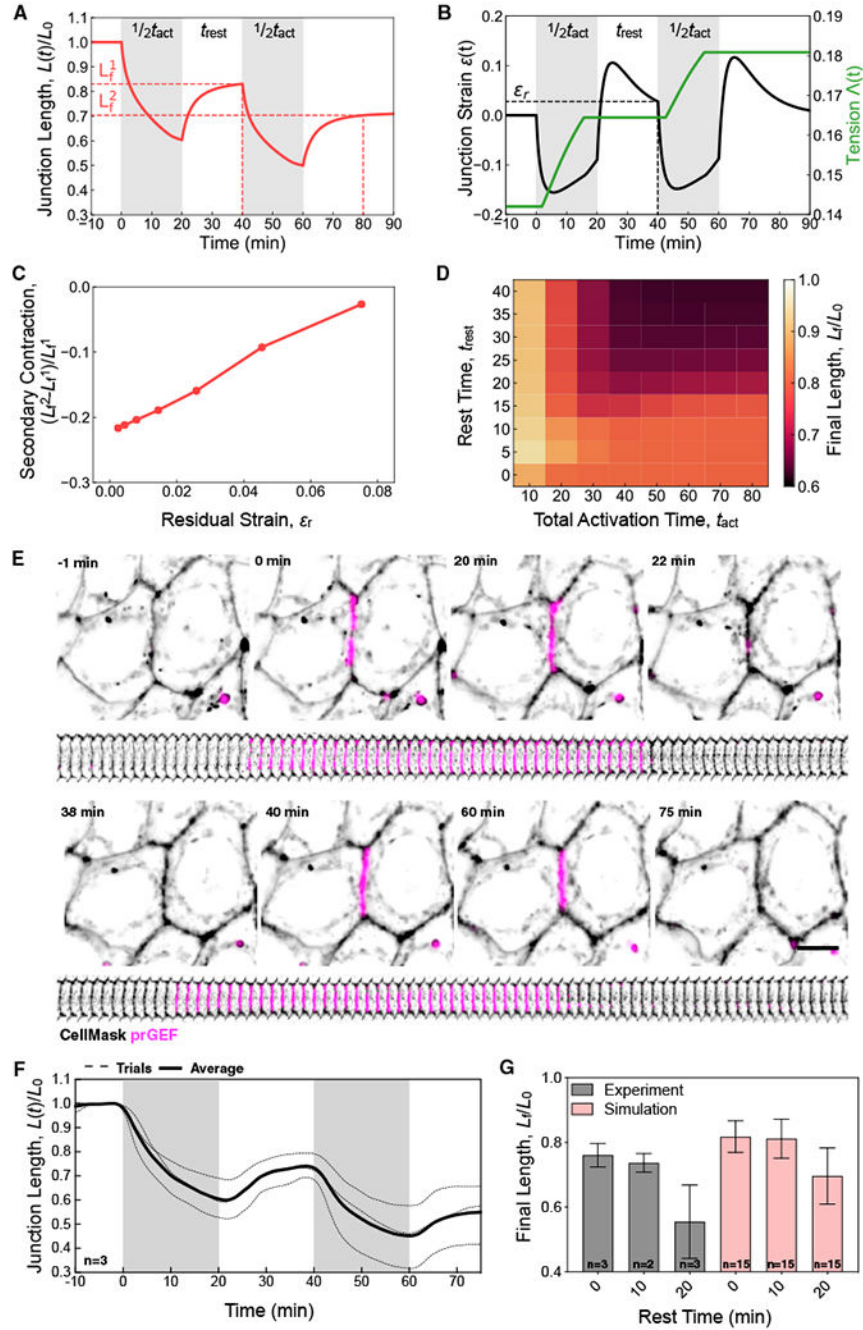 A
1/2tact
trest
1/2tact
Junction Length, L(t)/L0
1.1
1.0
0.9
0.8
0.7
0.6
0.5
0.4
0.3
Lf1
Lf2
-10 0 10 20 30 40 50 60 70 80 90
Time (min)
B
1/2tact
trest
1/2tact
Junction Strain ε(t)
0.2
0.1
0.0
−0.1
−0.2
εr
-10 0 10 20 30 40 50 60 70 80 90
Time (min)
0.19
0.18
0.17
0.16
0.15
0.14
Tension Λ(t)
C
Secondary Contraction,
(Lf2-Lf1)/Lf1
0.0
−0.1
−0.2
−0.3
0.00 0.02 0.04 0.06 0.08
Residual Strain, εr
D
Rest Time, trest
40
35
30
25
20
15
10
5
0
10 20 30 40 50 60 70 80
Total Activation Time, tact
1.0
0.9
0.8
0.7
0.6
Final Length, Lf/L0
E
-1 min
0 min
20 min
22 min
38 min
40 min
60 min
75 min
CellMask prGEF
F
Trials Average
Junction Length, L(t)/L0
1.1
1.0
0.9
0.8
0.7
0.6
0.5
0.4
0.3
n=3
-10 0 10 20 30 40 50 60 70
Time (min)
G
Experiment
Simulation
Final Length, Lf/L0
0.8
0.6
0.4
n=3 n=2 n=3 n=15 n=15 n=15
0 10 20 0 10 20
Rest Time (min)